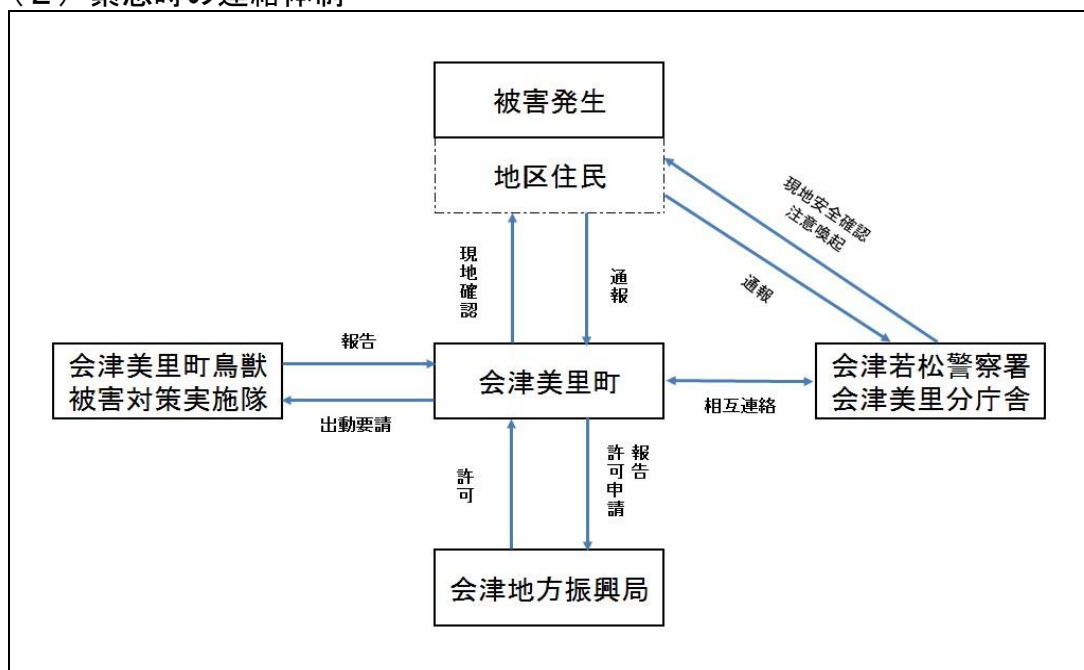 （２）緊急時の連絡体制
被害発生
地区住民
現地安全確認
注意喚起
通報
現地確認
通報
会津美里町鳥獣
被害対策実施隊
報告
出動要請
会津美里町
相互連絡
会津若松警察署
会津美里分庁舎
許可
報告
許可申請
会津地方振興局